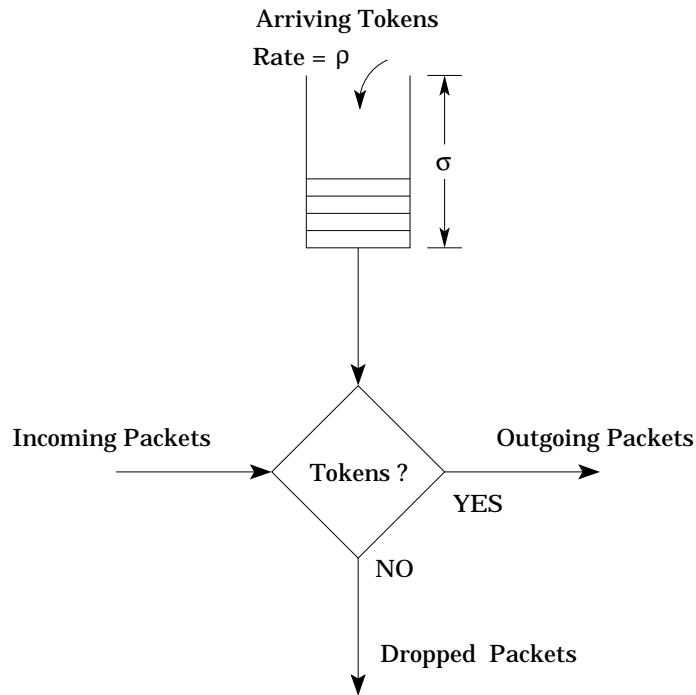 Arriving Tokens
Rate = ρ
σ
Incoming Packets
Outgoing Packets
Tokens ?
YES
NO
Dropped Packets